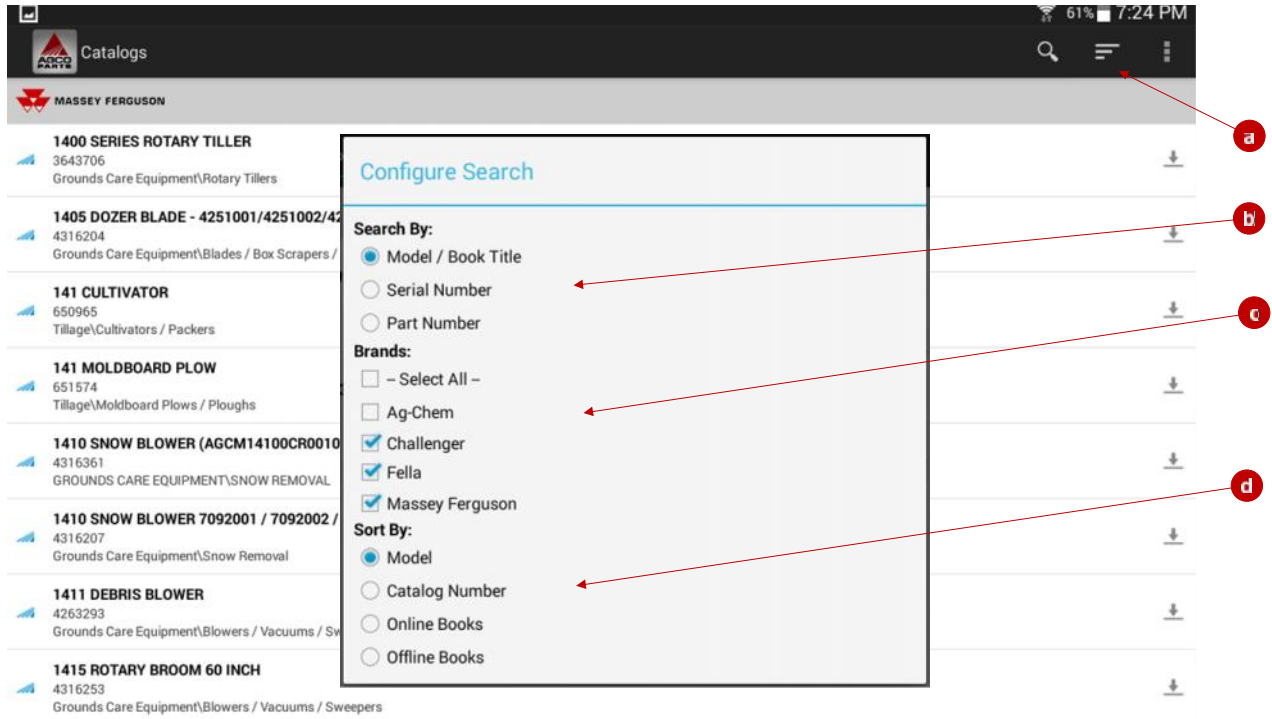 61% 7:24 PM
AGCO PARTS Catalogs
MASSEY FERGUSON
a
1400 SERIES ROTARY TILLER
3643706
Grounds Care Equipment\Rotary Tillers
1405 DOZER BLADE - 4251001/4251002/42
4316204
Grounds Care Equipment\Blades / Box Scrapers /
141 CULTIVATOR
650965
Tillage\Cultivators / Packers
141 MOLDBOARD PLOW
651574
Tillage\Moldboard Plows / Ploughs
1410 SNOW BLOWER (AGCM14100CR0010
4316361
GROUNDS CARE EQUIPMENT\SNOW REMOVAL
1410 SNOW BLOWER 7092001 / 7092002 /
4316207
Grounds Care Equipment\Snow Removal
1411 DEBRIS BLOWER
4263293
Grounds Care Equipment\Blowers / Vacuums / Sw
1415 ROTARY BROOM 60 INCH
4316253
Grounds Care Equipment\Blowers / Vacuums / Sweepers
Configure Search
Search By:
Model / Book Title
Serial Number
Part Number
Brands:
– Select All –
Ag-Chem
Challenger
Fella
Massey Ferguson
Sort By:
Model
Catalog Number
Online Books
Offline Books
b
c
d